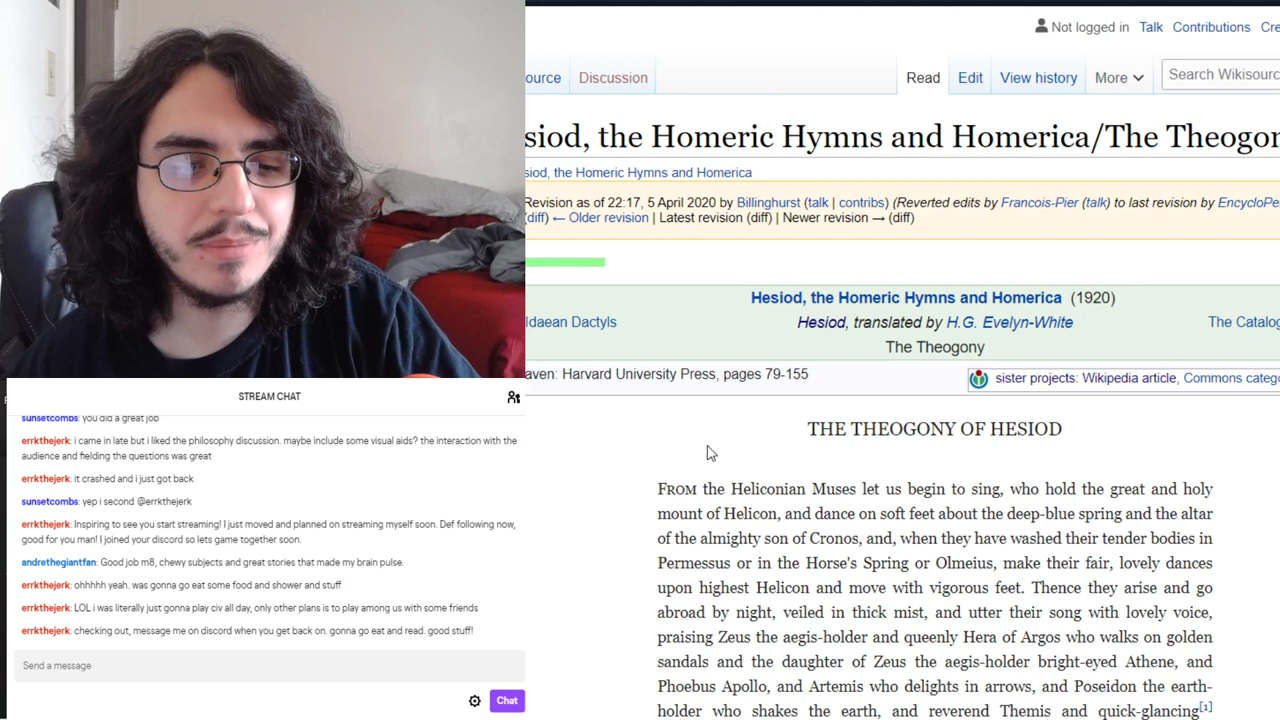 Not logged in Talk Contributions Cre
ource Discussion Read Edit View history More Search Wikisourc
siod, the Homeric Hymns and Homerica/The Theogon
siod, the Homeric Hymns and Homerica
Revision as of 22:17, 5 April 2020 by Billinghurst (talk | contribs) (Reverted edits by Francois-Pier (talk) to last revision by EncycloPe
(diff) ← Older revision | Latest revision (diff) | Newer revision → (diff)
Hesiod, the Homeric Hymns and Homerica (1920)
Idaean Dactyls Hesiod, translated by H.G. Evelyn-White The Catalog
The Theogony
aven: Harvard University Press, pages 79-155
sister projects: Wikipedia article, Commons catego
THE THEOGONY OF HESIOD
FROM the Heliconian Muses let us begin to sing, who hold the great and holy
mount of Helicon, and dance on soft feet about the deep-blue spring and the altar
of the almighty son of Cronos, and, when they have washed their tender bodies in
Permessus or in the Horse's Spring or Olmeius, make their fair, lovely dances
upon highest Helicon and move with vigorous feet. Thence they arise and go
abroad by night, veiled in thick mist, and utter their song with lovely voice,
praising Zeus the aegis-holder and queenly Hera of Argos who walks on golden
sandals and the daughter of Zeus the aegis-holder bright-eyed Athene, and
Phoebus Apollo, and Artemis who delights in arrows, and Poseidon the earth-
holder who shakes the earth, and reverend Themis and quick-glancing[1]
STREAM CHAT
sunsetcombs: you did a great job
errkthejerk: i came in late but i liked the philosophy discussion. maybe include some visual aids? the interaction with the
audience and fielding the questions was great
errkthejerk: it crashed and i just got back
sunsetcombs: yep i second @errkthejerk
errkthejerk: Inspiring to see you start streaming! I just moved and planned on streaming myself soon. Def following now,
good for you man! I joined your discord so lets game together soon.
andrethegiantfan: Good job m8, chewy subjects and great stories that made my brain pulse.
errkthejerk: ohhhhh yeah. was gonna go eat some food and shower and stuff
errkthejerk: LOL i was literally just gonna play civ all day, only other plans is to play among us with some friends
errkthejerk: checking out, message me on discord when you get back on. gonna go eat and read. good stuff!
Send a message
Chat